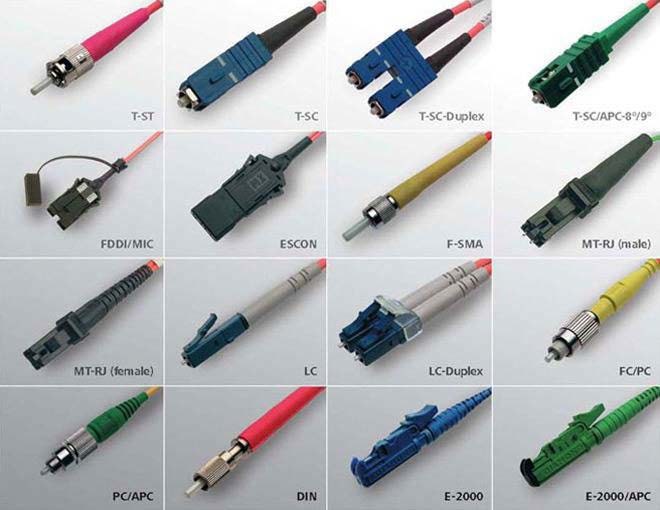 T-ST
T-SC
T-SC-Duplex
T-SC/APC-8°/9°
FDDI/MIC
ESCON
F-SMA
MT-RJ (male)
MT-RJ (female)
LC
LC-Duplex
FC/PC
PC/APC
DIN
E-2000
E-2000/APC
DIAMOND